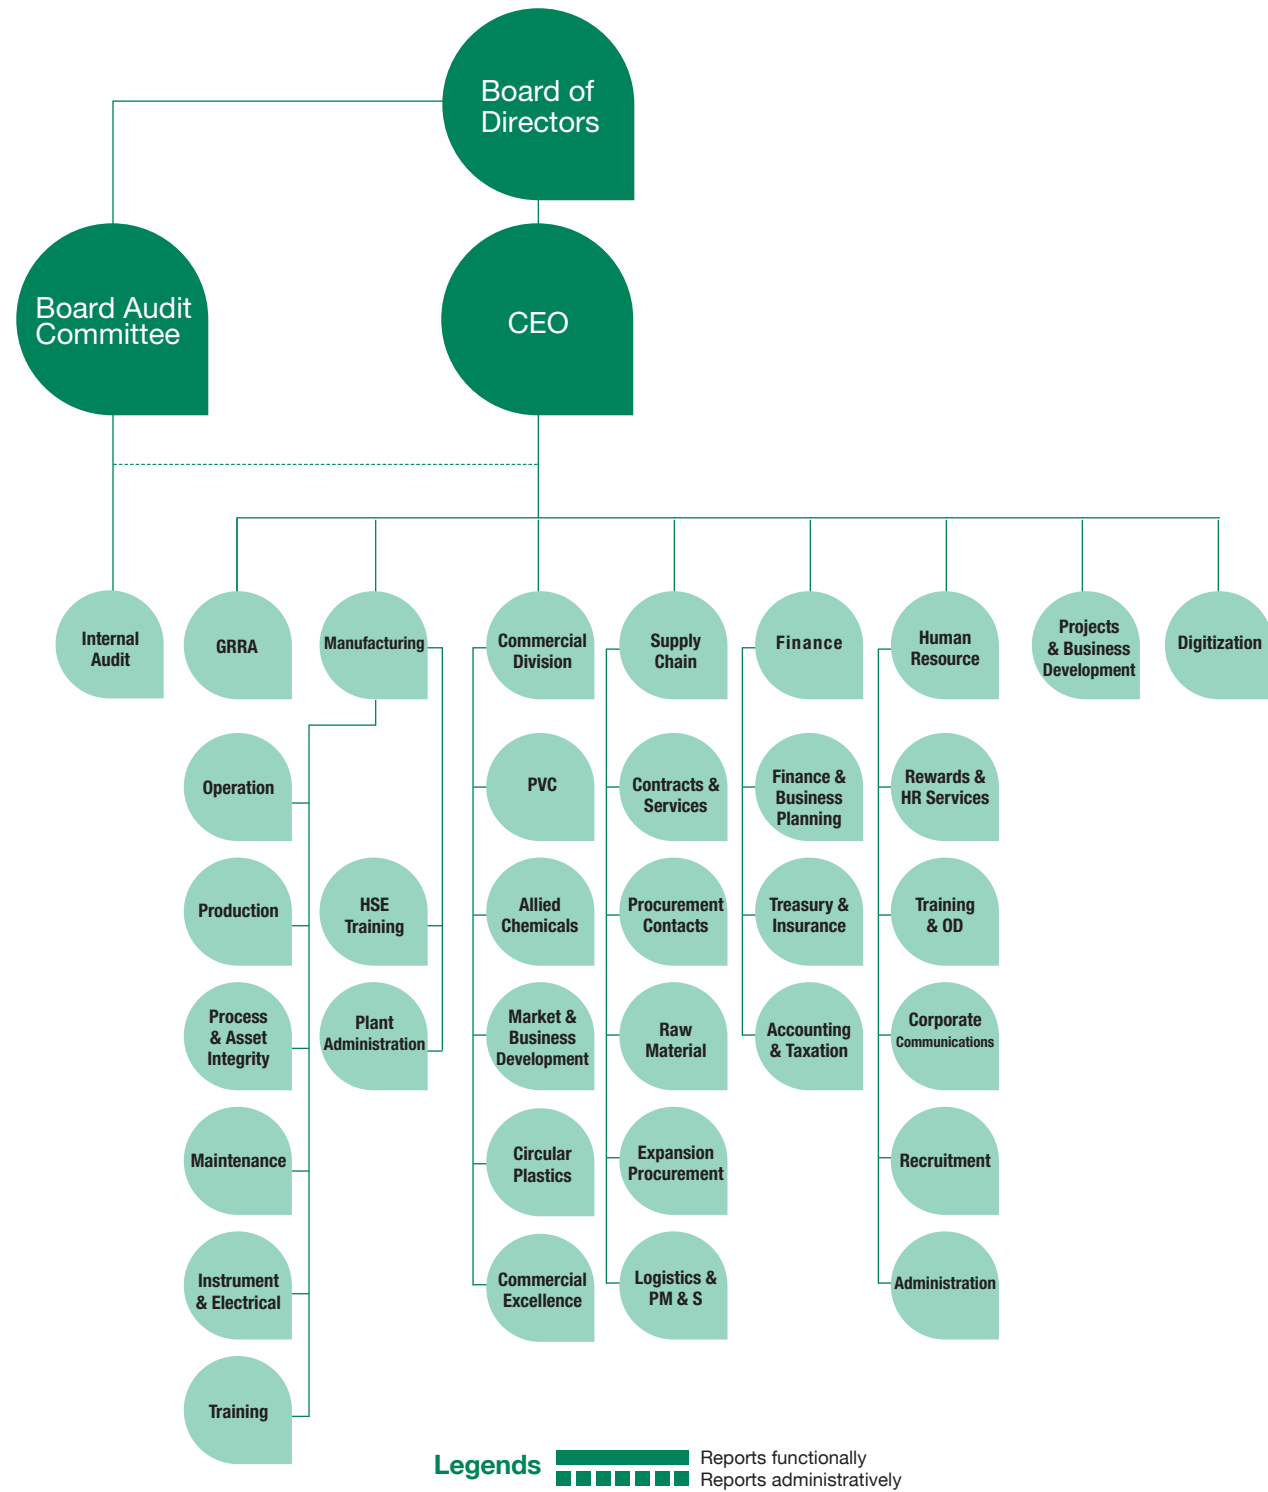 Board of
Directors
Board Audit
Committee
CEO
Internal
Audit
GRRA
Manufacturing
Commercial
Division
Supply
Chain
Finance
Human
Resource
Projects
& Business
Development
Digitization
Operation
Production
Process
& Asset
Integrity
Maintenance
Instrument
& Electrical
Training
HSE
Training
Plant
Administration
PVC
Allied
Chemicals
Market &
Business
Development
Circular
Plastics
Commercial
Excellence
Contracts &
Services
Procurement
Contacts
Raw
Material
Expansion
Procurement
Logistics &
PM & S
Finance &
Business
Planning
Treasury &
Insurance
Accounting
& Taxation
Rewards &
HR Services
Training
& OD
Corporate
Communications
Recruitment
Administration
Legends
Reports functionally
Reports administratively